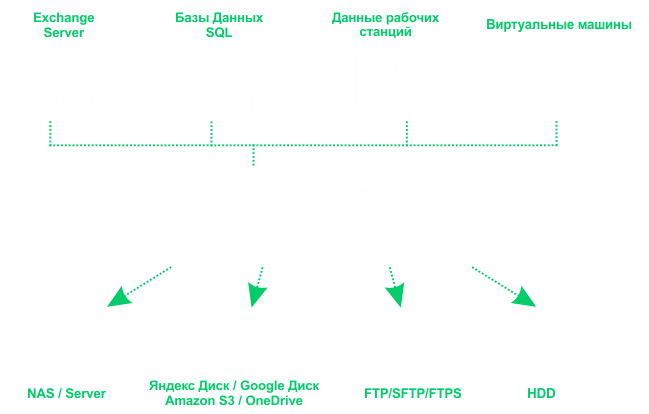 Exchange
Server
Базы Данных
SQL
Данные рабочих
станций
Виртуальные машины
NAS / Server
Яндекс Диск / Google Диск
Amazon S3 / OneDrive
FTP/SFTP/FTPS
HDD